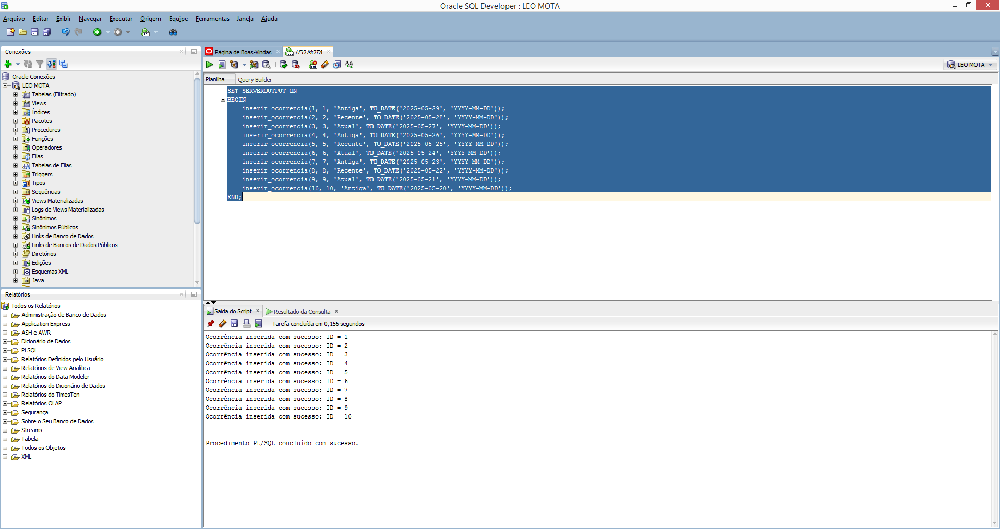 Oracle SQL Developer : LEO MOTA
Arquivo Editar Exibir Navegar Executar Origem Equipe Ferramentas Janela Ajuda
Conexões
Oracle Conexões
LEO MOTA
Tabelas (Filtrado)
Views
Índices
Pacotes
Procedures
Funções
Operadores
Filas
Tabelas de Filas
Triggers
Tipos
Sequências
Views Materializadas
Logs de Views Materializadas
Sinônimos
Sinônimos Públicos
Links de Banco de Dados
Links de Bancos de Dados Públicos
Diretórios
Edições
Esquemas XML
Java
Relatórios
Todos os Relatórios
Administração de Banco de Dados
Application Express
ASH e AWR
Dicionário de Dados
PLSQL
Relatórios Definidos pelo Usuário
Relatórios de View Analítica
Relatórios do Data Modeler
Relatórios do Dicionário de Dados
Relatórios do TimesTen
Relatórios OLAP
Segurança
Sobre o Seu Banco de Dados
Streams
Tabela
Todos os Objetos
XML
Página de Boas-Vindas LEO MOTA
LEO MOTA
Planilha Query Builder
SET SERVEROUTPUT ON
BEGIN
inserir_ocorrencia(1, 1, 'Antiga', TO_DATE('2025-05-29', 'YYYY-MM-DD'));
inserir_ocorrencia(2, 2, 'Recente', TO_DATE('2025-05-28', 'YYYY-MM-DD'));
inserir_ocorrencia(3, 3, 'Atual', TO_DATE('2025-05-27', 'YYYY-MM-DD'));
inserir_ocorrencia(4, 4, 'Antiga', TO_DATE('2025-05-26', 'YYYY-MM-DD'));
inserir_ocorrencia(5, 5, 'Recente', TO_DATE('2025-05-25', 'YYYY-MM-DD'));
inserir_ocorrencia(6, 6, 'Atual', TO_DATE('2025-05-24', 'YYYY-MM-DD'));
inserir_ocorrencia(7, 7, 'Antiga', TO_DATE('2025-05-23', 'YYYY-MM-DD'));
inserir_ocorrencia(8, 8, 'Recente', TO_DATE('2025-05-22', 'YYYY-MM-DD'));
inserir_ocorrencia(9, 9, 'Atual', TO_DATE('2025-05-21', 'YYYY-MM-DD'));
inserir_ocorrencia(10, 10, 'Antiga', TO_DATE('2025-05-20', 'YYYY-MM-DD'));
END;
Saída do Script Resultado da Consulta
Tarefa concluída em 0,156 segundos
Ocorrência inserida com sucesso: ID = 1
Ocorrência inserida com sucesso: ID = 2
Ocorrência inserida com sucesso: ID = 3
Ocorrência inserida com sucesso: ID = 4
Ocorrência inserida com sucesso: ID = 5
Ocorrência inserida com sucesso: ID = 6
Ocorrência inserida com sucesso: ID = 7
Ocorrência inserida com sucesso: ID = 8
Ocorrência inserida com sucesso: ID = 9
Ocorrência inserida com sucesso: ID = 10
Procedimento PL/SQL concluído com sucesso.